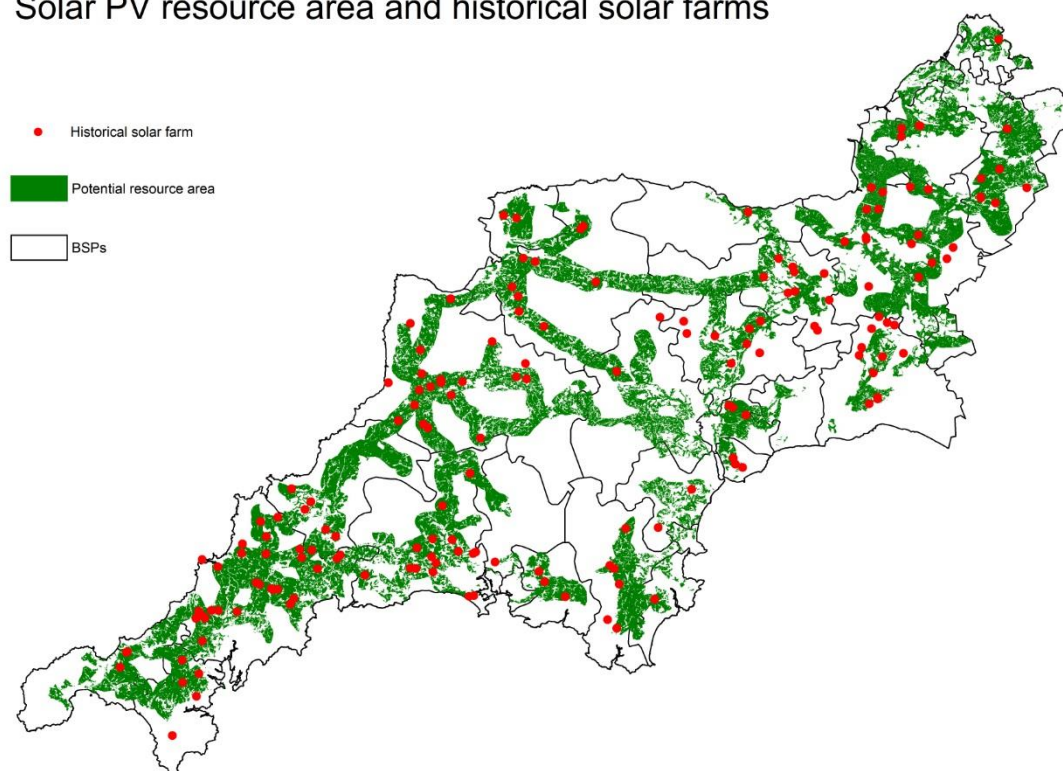 Solar PV resource area and historical solar farms
Historical solar farm
Potential resource area
BSPs